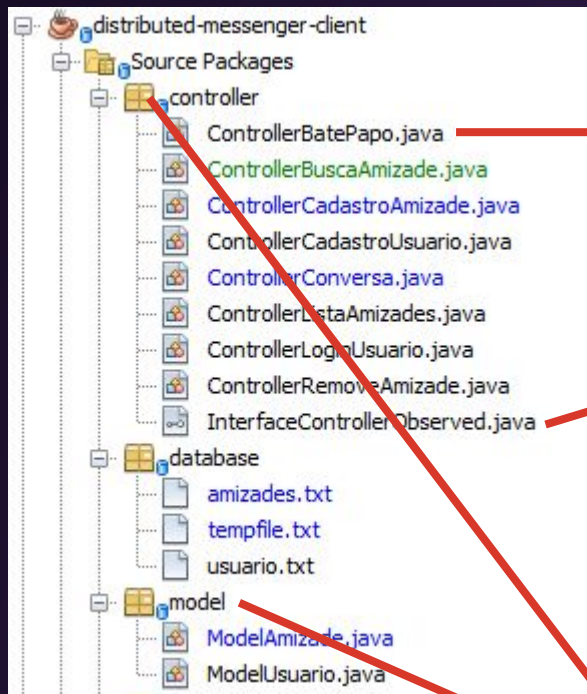 distributed-messenger-client
Source Packages
controller
ControllerBatePapo.java
ControllerBuscaAmizade.java
ControllerCadastroAmizade.java
ControllerCadastroUsuario.java
ControllerConversa.java
ControllerListaAmizades.java
ControllerLoginUsuario.java
ControllerRemoveAmizade.java
InterfaceControllerObserved.java
database
amizades.txt
tempfile.txt
usuario.txt
model
ModelAmizade.java
ModelUsuario.java